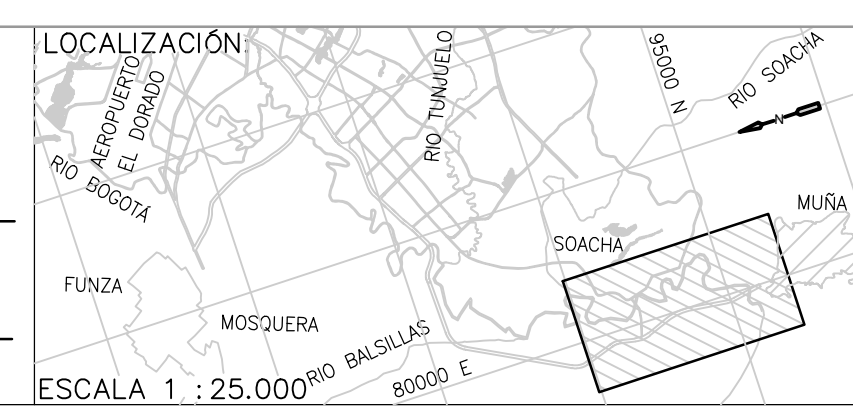 LOCALIZACIÓN:
AEROPUERTO
EL DORADO
RIO BOGOTÁ
RIO TUNJUELO
95000 N
RIO SOACHA
N
MUÑA
SOACHA
FUNZA
MOSQUERA
RIO BALSILLAS
80000 E
ESCALA 1 : 25.000